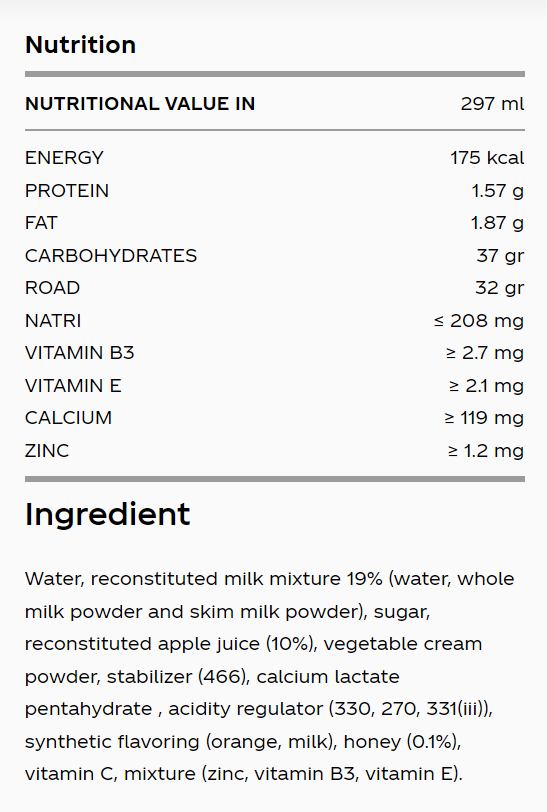 Nutrition
NUTRITIONAL VALUE IN 297 ml
ENERGY 175 kcal
PROTEIN 1.57 g
FAT 1.87 g
CARBOHYDRATES 37 gr
ROAD 32 gr
NATRI ≤ 208 mg
VITAMIN B3 ≥ 2.7 mg
VITAMIN E ≥ 2.1 mg
CALCIUM ≥ 119 mg
ZINC ≥ 1.2 mg
Ingredient
Water, reconstituted milk mixture 19% (water, whole
milk powder and skim milk powder), sugar,
reconstituted apple juice (10%), vegetable cream
powder, stabilizer (466), calcium lactate
pentahydrate , acidity regulator (330, 270, 331(iii)),
synthetic flavoring (orange, milk), honey (0.1%),
vitamin C, mixture (zinc, vitamin B3, vitamin E).